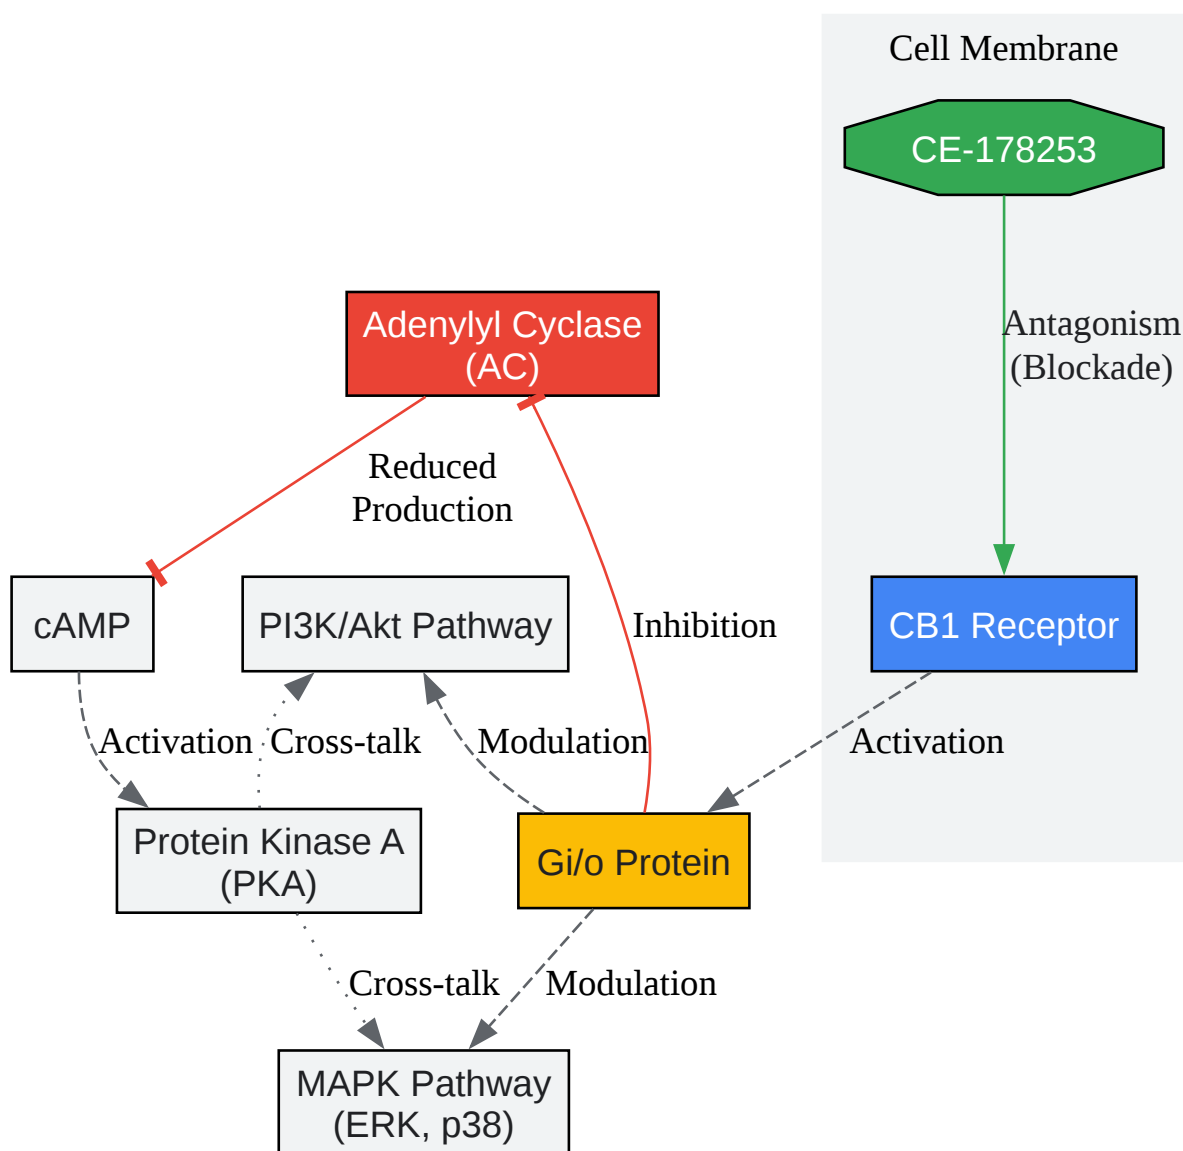 Cell Membrane
CE-178253
Antagonism
(Blockade)
Adenylyl Cyclase
(AC)
Reduced
Production
Inhibition
cAMP
PI3K/Akt Pathway
CB1 Receptor
Activation
Cross-talk
Modulation
Activation
Protein Kinase A
(PKA)
Gi/o Protein
Cross-talk
Modulation
MAPK Pathway
(ERK, p38)